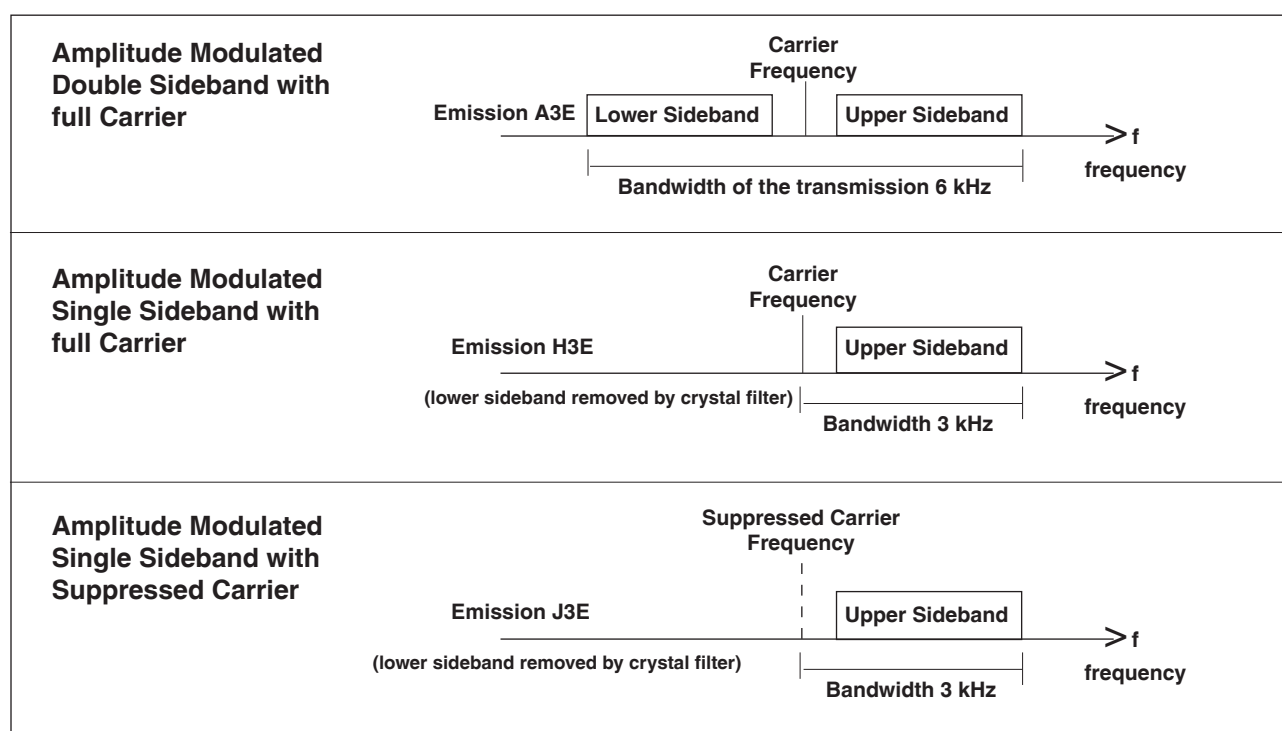 Amplitude Modulated
Double Sideband with
full Carrier
Carrier
Frequency
Emission A3E
Lower Sideband
Upper Sideband
f
frequency
Bandwidth of the transmission 6 kHz
Amplitude Modulated
Single Sideband with
full Carrier
Carrier
Frequency
Emission H3E
Upper Sideband
f
frequency
(lower sideband removed by crystal filter)
Bandwidth 3 kHz
Amplitude Modulated
Single Sideband with
Suppressed Carrier
Suppressed Carrier
Frequency
Emission J3E
Upper Sideband
f
frequency
(lower sideband removed by crystal filter)
Bandwidth 3 kHz